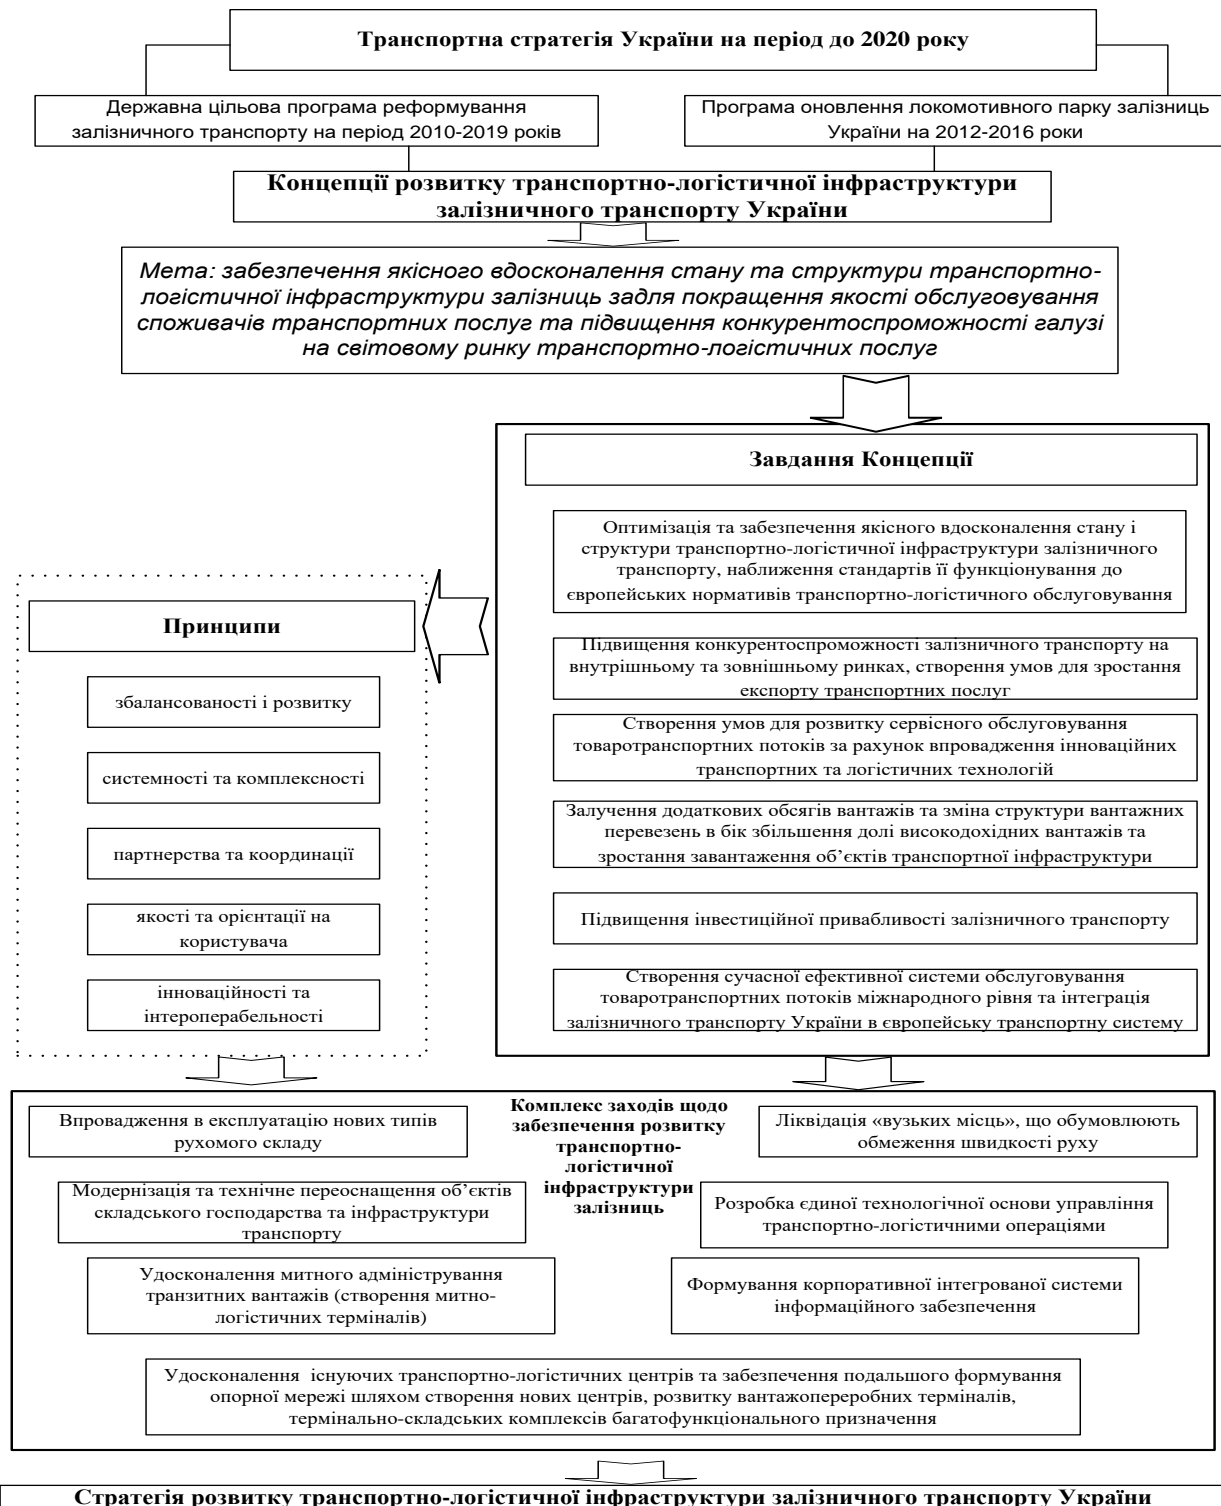 Транспортна стратегія України на період до 2020 року
Державна цільова програма реформування
залізничного транспорту на період 2010-2019 років
Програма оновлення локомотивного парку залізниць
України на 2012-2016 роки
Концепції розвитку транспортно-логістичної інфраструктури
залізничного транспорту України
Мета: забезпечення якісного вдосконалення стану та структури транспортно-
логістичної інфраструктури залізниць задля покращення якості обслуговування
споживачів транспортних послуг та підвищення конкурентоспроможності галузі
на світовому ринку транспортно-логістичних послуг
Завдання Концепції
Оптимізація та забезпечення якісного вдосконалення стану і
структури транспортно-логістичної інфраструктури залізничного
транспорту, наближення стандартів її функціонування до
європейських нормативів транспортно-логістичного обслуговування
Підвищення конкурентоспроможності залізничного транспорту на
внутрішньому та зовнішньому ринках, створення умов для зростання
експорту транспортних послуг
Створення умов для розвитку сервісного обслуговування
товаротранспортних потоків за рахунок впровадження інноваційних
транспортних та логістичних технологій
Залучення додаткових обсягів вантажів та зміна структури вантажних
перевезень в бік збільшення долі високодохідних вантажів та
зростання завантаження об’єктів транспортної інфраструктури
Підвищення інвестиційної привабливості залізничного транспорту
Створення сучасної ефективної системи обслуговування
товаротранспортних потоків міжнародного рівня та інтеграція
залізничного транспорту України в європейську транспортну систему
Принципи
збалансованості і розвитку
системності та комплексності
партнерства та координації
якості та орієнтації на
користувача
інноваційності та
інтероперабельності
Комплекс заходів щодо
забезпечення розвитку
транспортно-
логістичної
інфраструктури
залізниць
Впровадження в експлуатацію нових типів
рухомого складу
Модернізація та технічне переоснащення об’єктів
складського господарства та інфраструктури
транспорту
Удосконалення митного адміністрування
транзитних вантажів (створення митно-
логістичних терміналів)
Ліквідація «вузьких місць», що обумовлюють
обмеження швидкості руху
Розробка єдиної технологічної основи управління
транспортно-логістичними операціями
Формування корпоративної інтегрованої системи
інформаційного забезпечення
Удосконалення існуючих транспортно-логістичних центрів та забезпечення подальшого формування
опорної мережі шляхом створення нових центрів, розвитку вантажопереробних терміналів,
термінально-складських комплексів багатофункціонального призначення
Стратегія розвитку транспортно-логістичної інфраструктури залізничного транспорту України